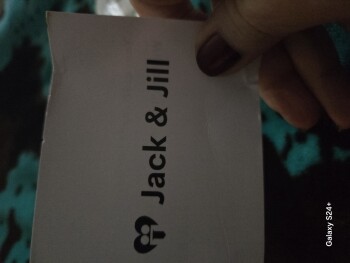 Jack & Jill
Galaxy S24+